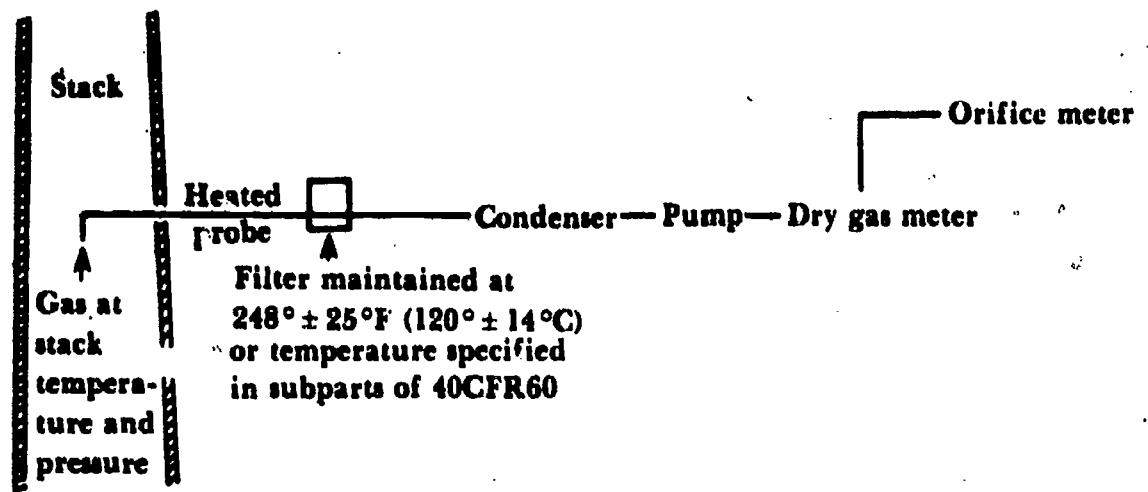 Stack
Orifice meter
Heated
probe
Condenser
Pump
Dry gas meter
Filter maintained at
248° ± 25°F (120° ± 14°C)
or temperature specified
in subparts of 40CFR60
Gas at
stack
tempera-
ture and
pressure